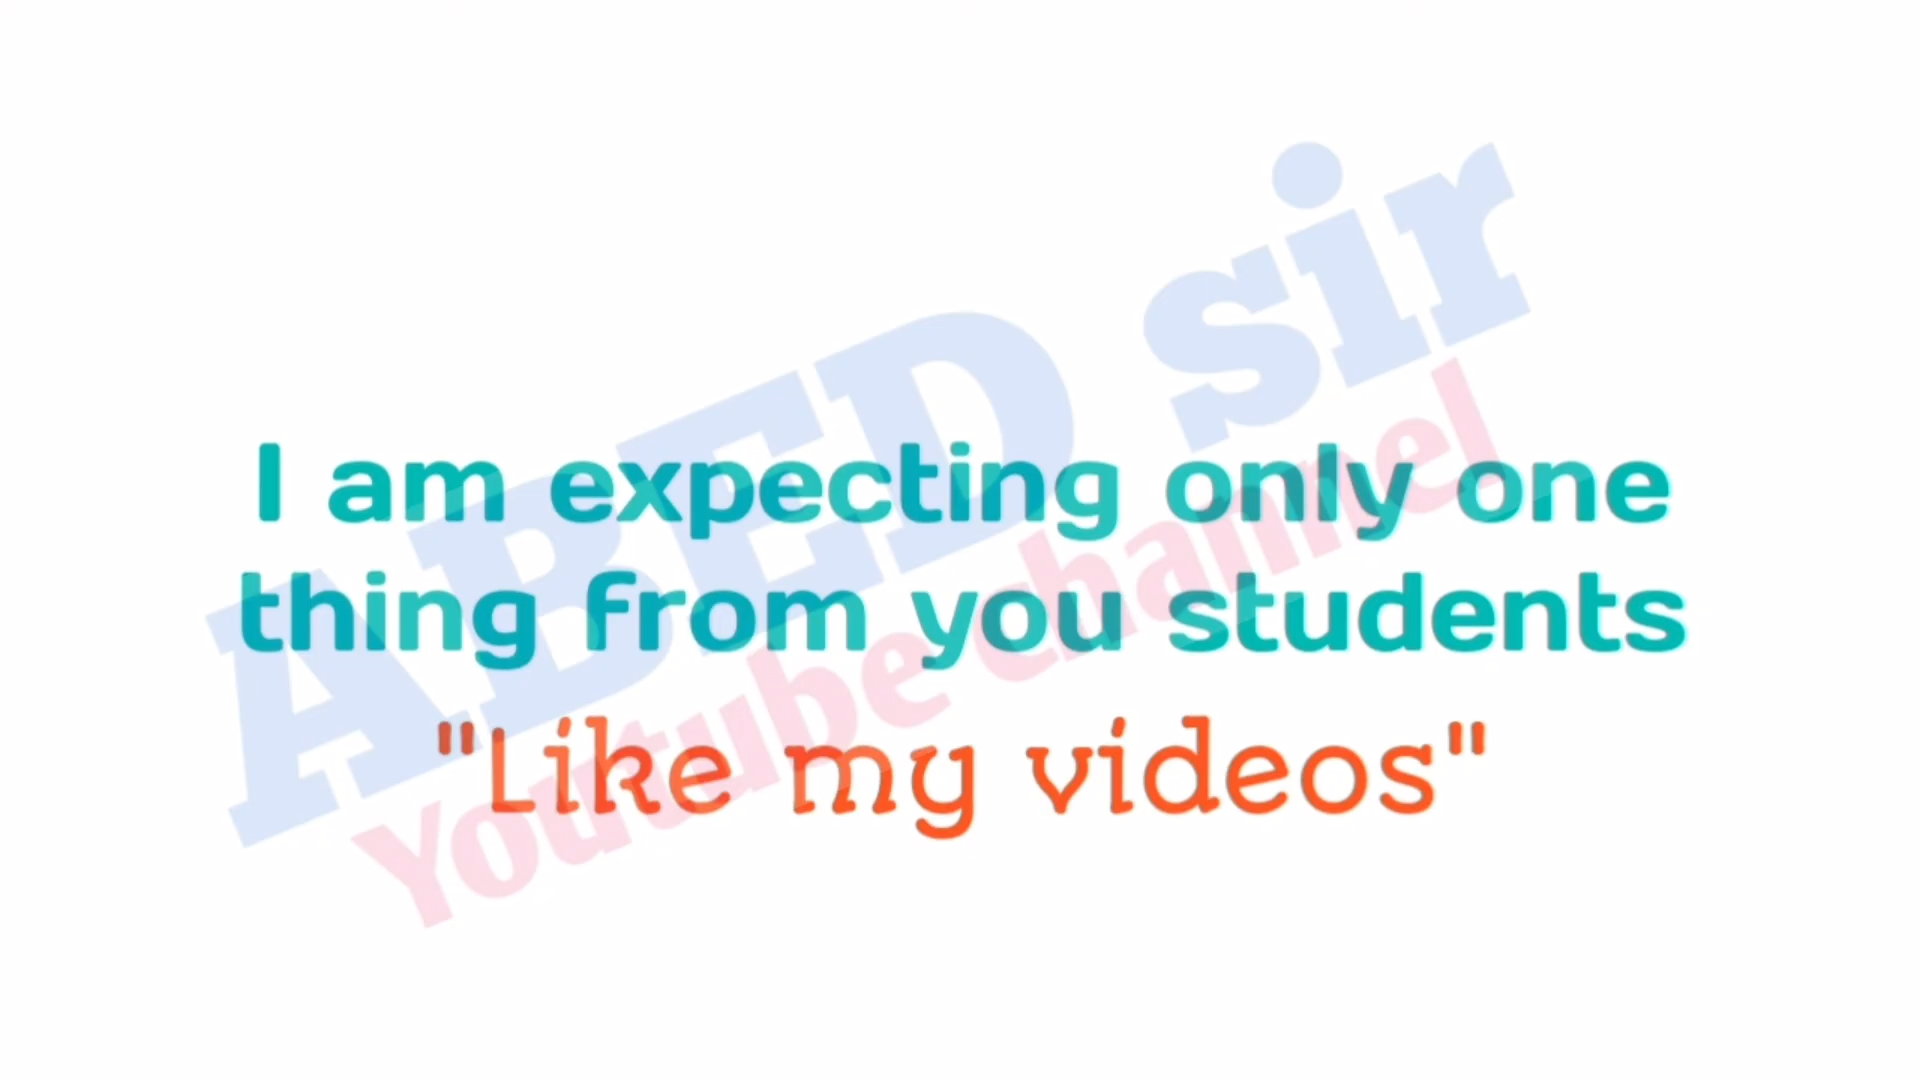 ABED sir
Youtube channel
I am expecting only one
thing from you students
"Like my videos"